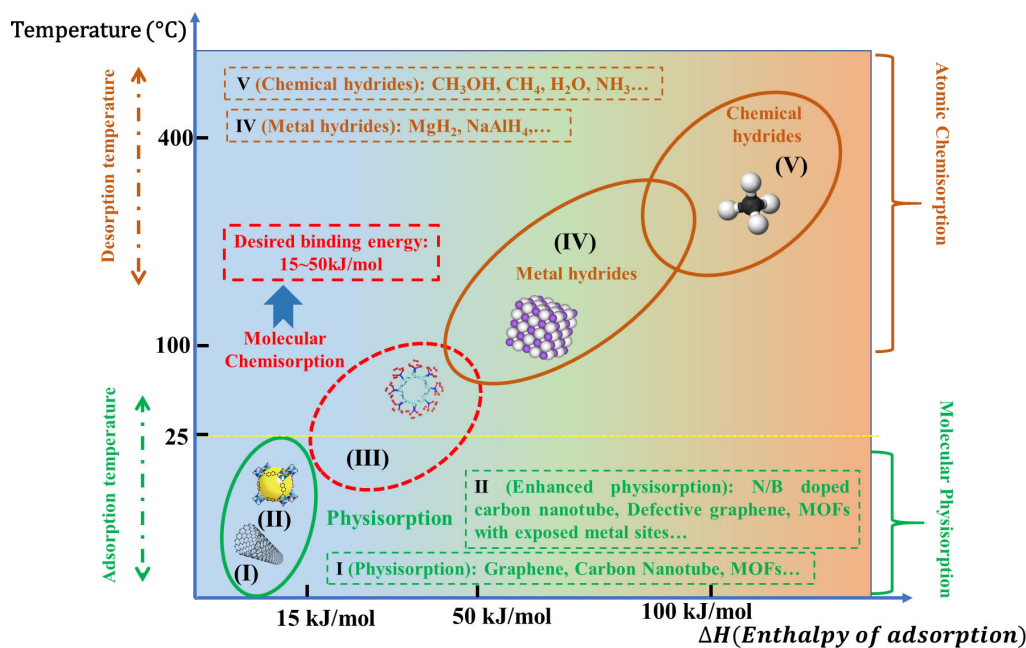 Temperature (°C)
V (Chemical hydrides): CH₃OH, CH₄, H₂O, NH₃…
IV (Metal hydrides): MgH₂, NaAlH₄,…
Chemical
hydrides
(V)
400
Desorption temperature
Atomic Chemisorption
Desired binding energy:
15~50kJ/mol
(IV)
Metal hydrides
Molecular
Chemisorption
100
25
(III)
Adsorption temperature
Molecular Physisorption
(II)
(I)
Physisorption
II (Enhanced physisorption): N/B doped
carbon nanotube, Defective graphene, MOFs
with exposed metal sites…
I (Physisorption): Graphene, Carbon Nanotube, MOFs…
15 kJ/mol
50 kJ/mol
100 kJ/mol
ΔH(Enthalpy of adsorption)